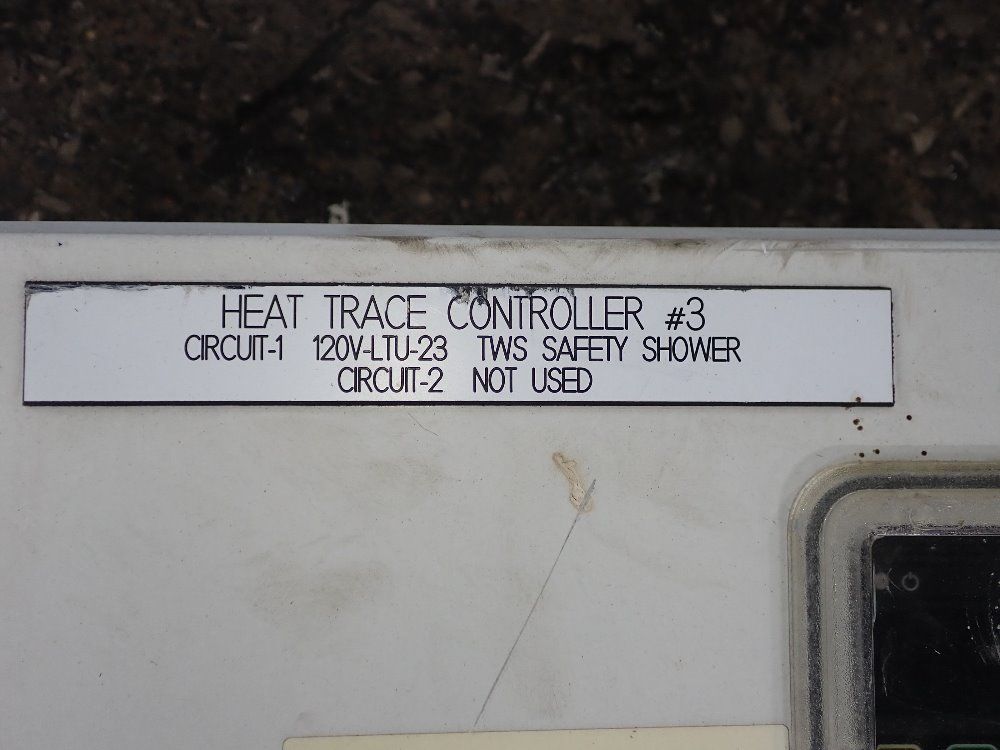 HEAT TRACE CONTROLLER #3
CIRCUIT-1 120V-LTU-23 TWS SAFETY SHOWER
CIRCUIT-2 NOT USED